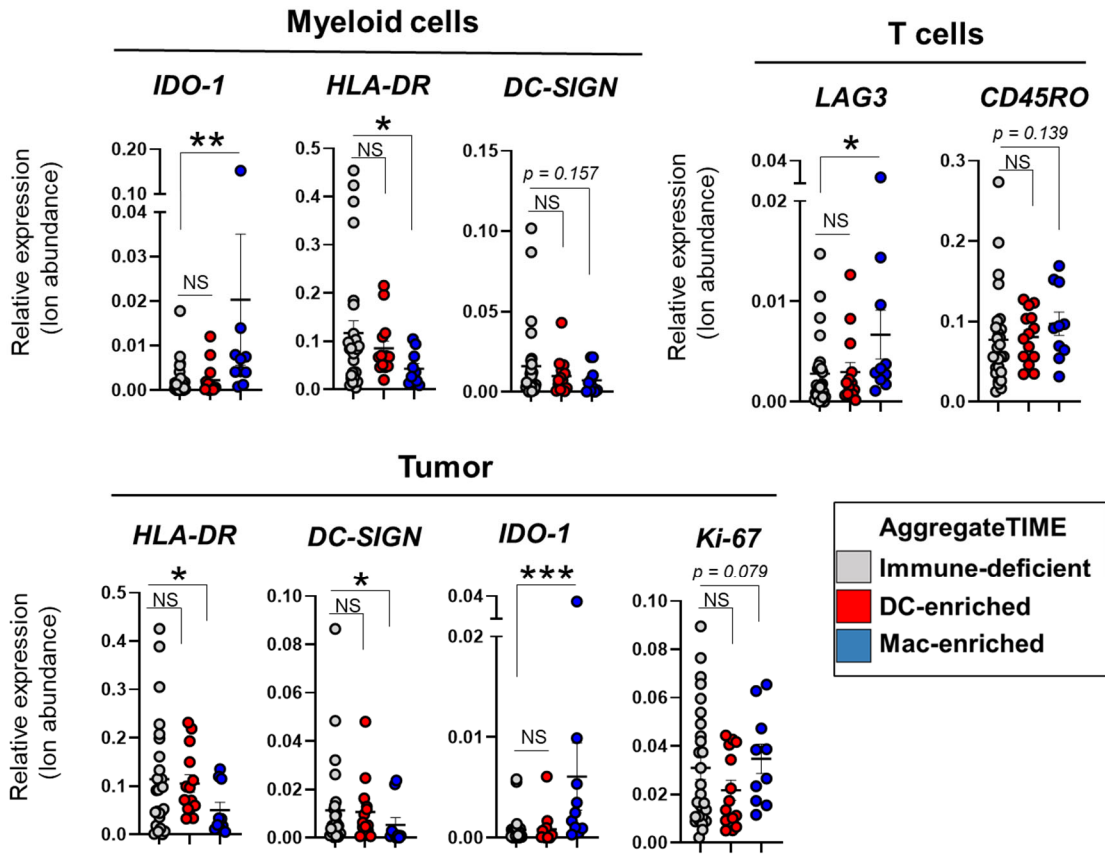 Myeloid cells
T cells
IDO-1
HLA-DR
DC-SIGN
LAG3
CD45RO
Relative expression
(Ion abundance)
0.20
0.10
0.04
0.02
0.01
0.00
**
NS
0.5
0.4
0.3
0.2
0.1
0.0
*
NS
0.15
0.10
0.05
0.00
p = 0.157
NS
Relative expression
(Ion abundance)
0.04
0.02
0.01
0.00
*
NS
0.3
0.2
0.1
0.0
p = 0.139
NS
Tumor
HLA-DR
DC-SIGN
IDO-1
Ki-67
Relative expression
(Ion abundance)
0.5
0.4
0.3
0.2
0.1
0.0
*
NS
0.10
0.08
0.06
0.04
0.02
0.00
*
NS
0.04
0.02
0.01
0.00
***
NS
0.10
0.08
0.06
0.04
0.02
0.00
p = 0.079
NS
AggregateTIME
Immune-deficient
DC-enriched
Mac-enriched